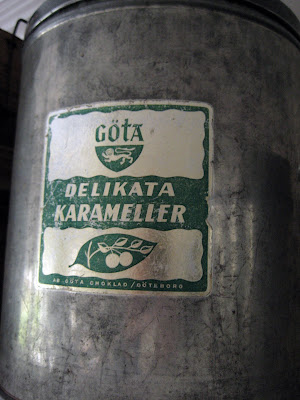 GÖTA
DELIKATA
KARAMELLER
AB GÖTA CHOKLAD / GÖTEBORG